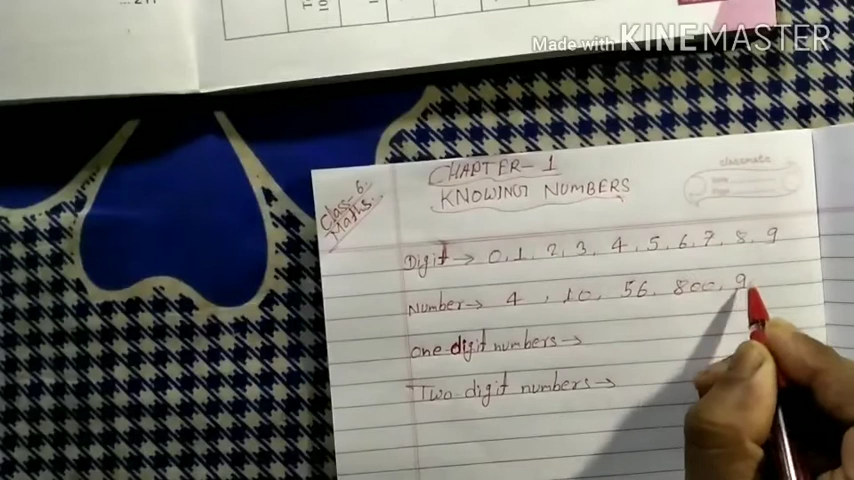 Made with KINEMASTER
CHAPTER-1
KNOWING NUMBERS
classmate
Class-6:-
Maths.
Digit → 0, 1, 2, 3, 4, 5, 6, 7, 8, 9
Number → 4, 10, 56, 800, 9
one-digit numbers →
Two-digit numbers →